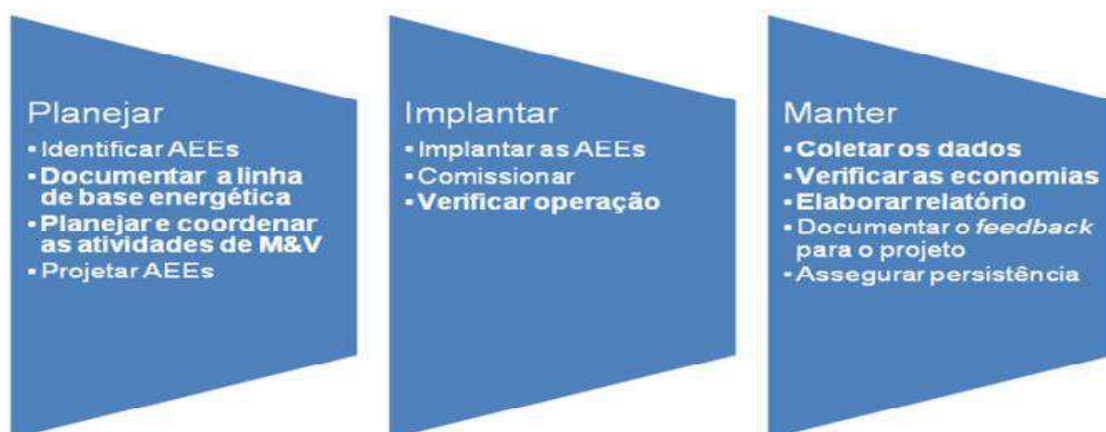 Planejar
▪ Identificar AEEs
▪ Documentar a linha
de base energética
▪ Planejar e coordenar
as atividades de M&V
▪ Projetar AEEs
Implantar
▪ Implantar as AEEs
▪ Comissionar
▪ Verificar operação
Manter
▪ Coletar os dados
▪ Verificar as economias
▪ Elaborar relatório
▪ Documentar o feedback
para o projeto
▪ Assegurar persistência